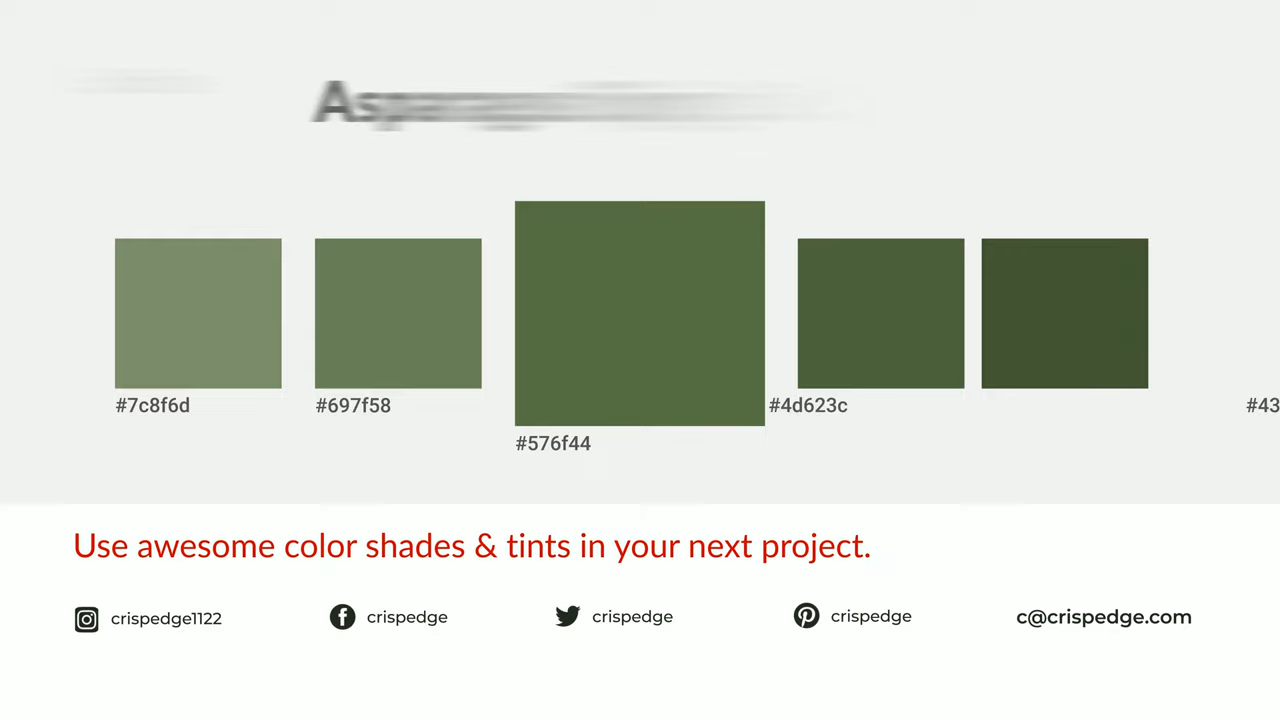 #7c8f6d
#697f58
#576f44
#4d623c
#43
Use awesome color shades & tints in your next project.
crispedge1122
crispedge
crispedge
crispedge
c@crispedge.com